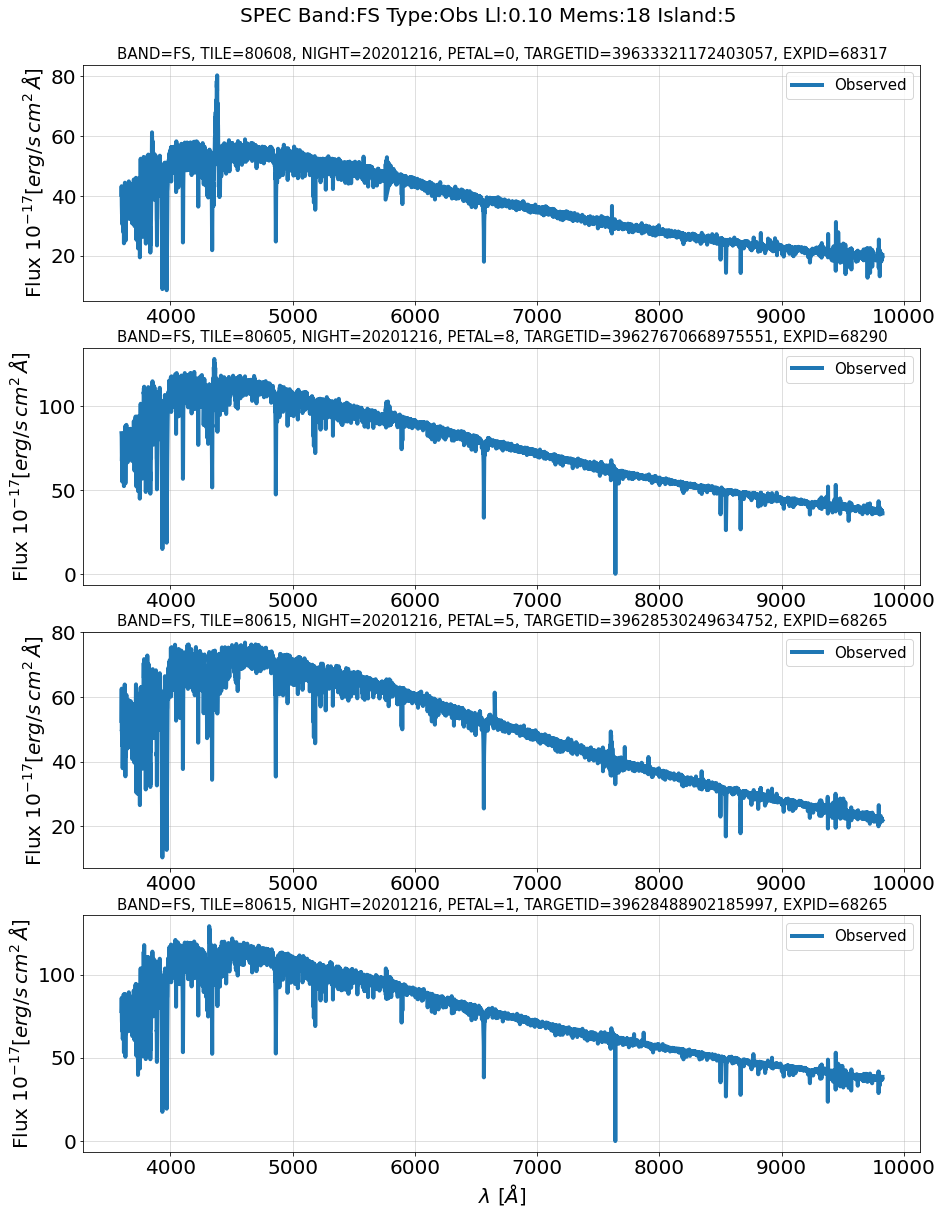 SPEC Band:FS Type:Obs Ll:0.10 Mems:18 Island:5
BAND=FS, TILE=80608, NIGHT=20201216, PETAL=0, TARGETID=39633321172403057, EXPID=68317
Observed
80
60
40
20
Flux 10⁻¹⁷[erg/s cm² Å]
4000 5000 6000 7000 8000 9000 10000
BAND=FS, TILE=80605, NIGHT=20201216, PETAL=8, TARGETID=39627670668975551, EXPID=68290
Observed
100
50
0
Flux 10⁻¹⁷[erg/s cm² Å]
4000 5000 6000 7000 8000 9000 10000
BAND=FS, TILE=80615, NIGHT=20201216, PETAL=5, TARGETID=39628530249634752, EXPID=68265
Observed
80
60
40
20
Flux 10⁻¹⁷[erg/s cm² Å]
4000 5000 6000 7000 8000 9000 10000
BAND=FS, TILE=80615, NIGHT=20201216, PETAL=1, TARGETID=39628488902185997, EXPID=68265
Observed
100
50
0
Flux 10⁻¹⁷[erg/s cm² Å]
4000 5000 6000 7000 8000 9000 10000
λ [Å]